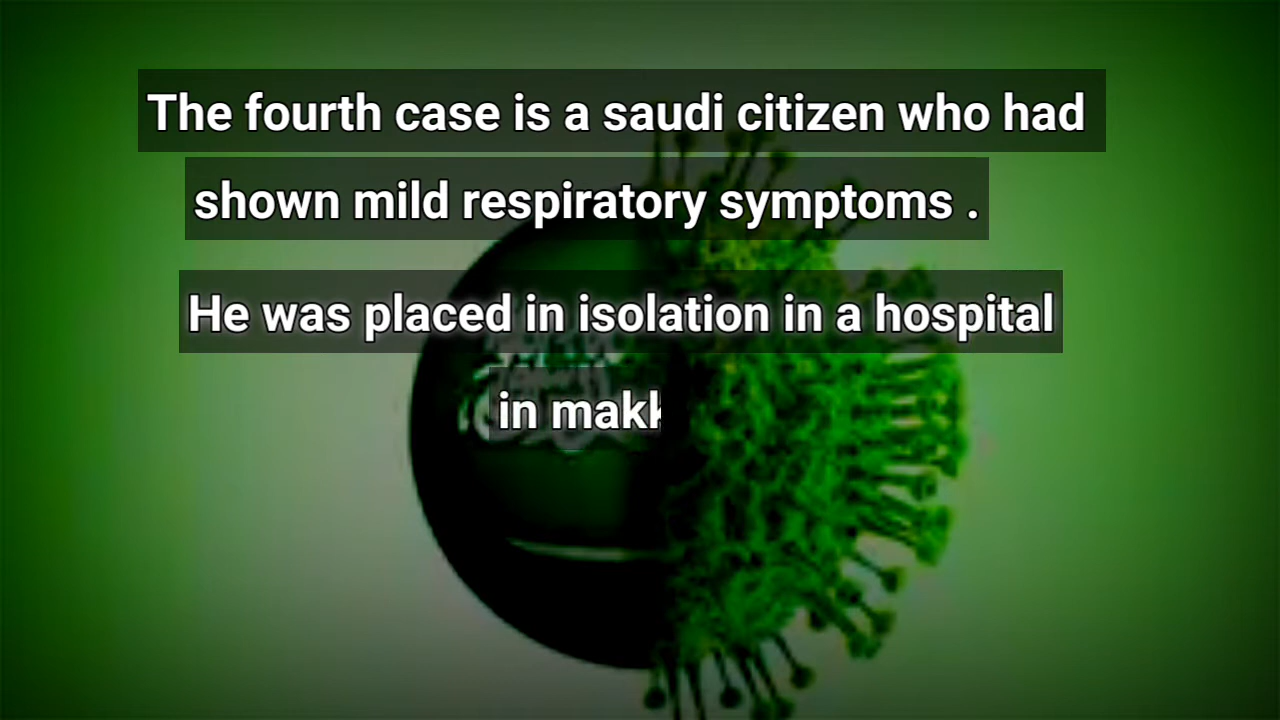 The fourth case is a saudi citizen who had
shown mild respiratory symptoms .
He was placed in isolation in a hospital
in